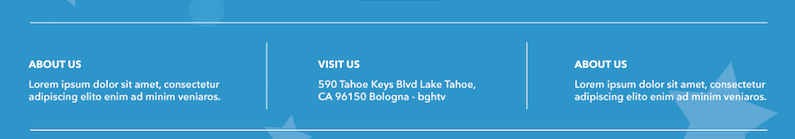 ABOUT US
Lorem ipsum dolor sit amet, consectetur
adipiscing elito enim ad minim veniaros.
VISIT US
590 Tahoe Keys Blvd Lake Tahoe,
CA 96150 Bologna - bghtv
ABOUT US
Lorem ipsum dolor sit amet, consectetur
adipiscing elito enim ad minim veniaros.